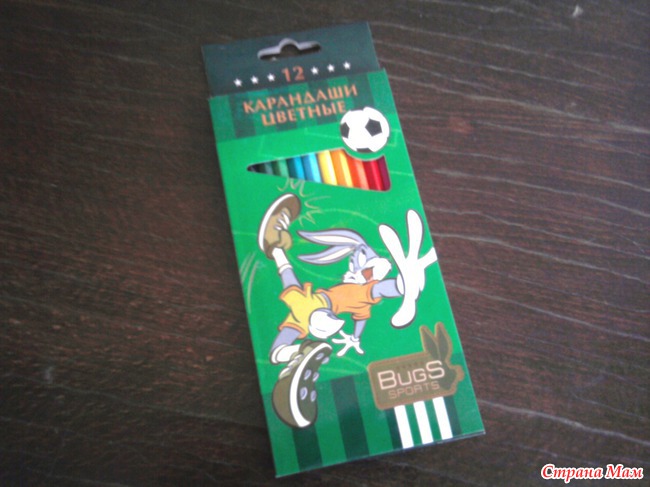 * * * 12 * * *
КАРАНДАШИ
ЦВЕТНЫЕ
BUGS
SPORTS
Страна Мам